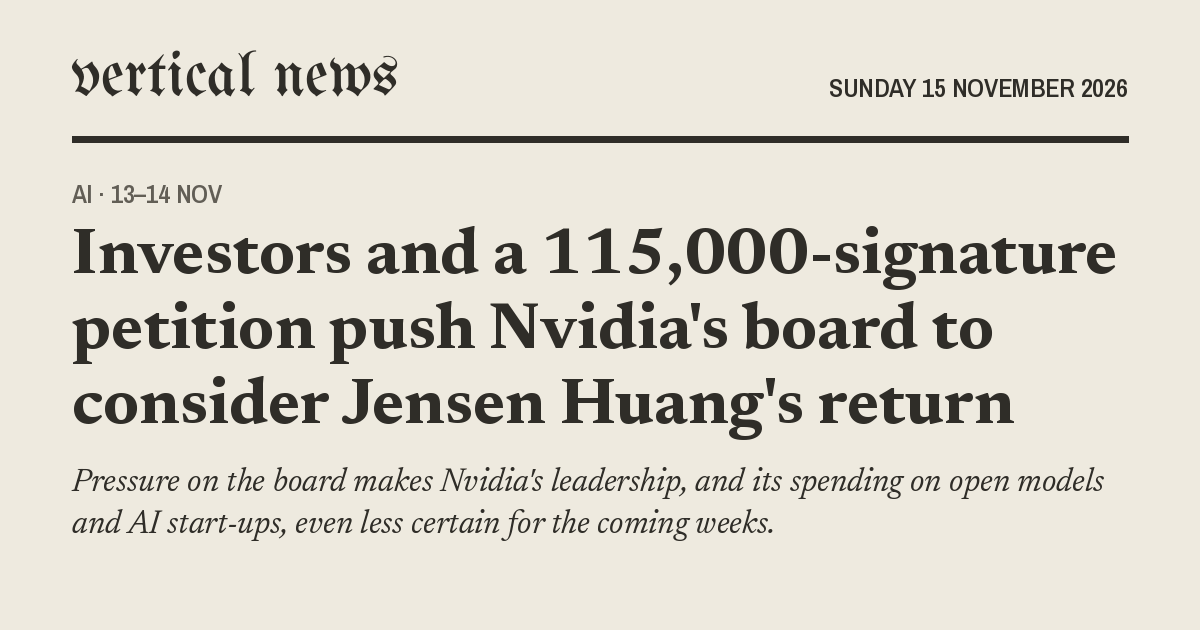 vertical news
SUNDAY 15 NOVEMBER 2026
AI · 13–14 NOV
Investors and a 115,000-signature
petition push Nvidia's board to
consider Jensen Huang's return
Pressure on the board makes Nvidia's leadership, and its spending on open models
and AI start-ups, even less certain for the coming weeks.